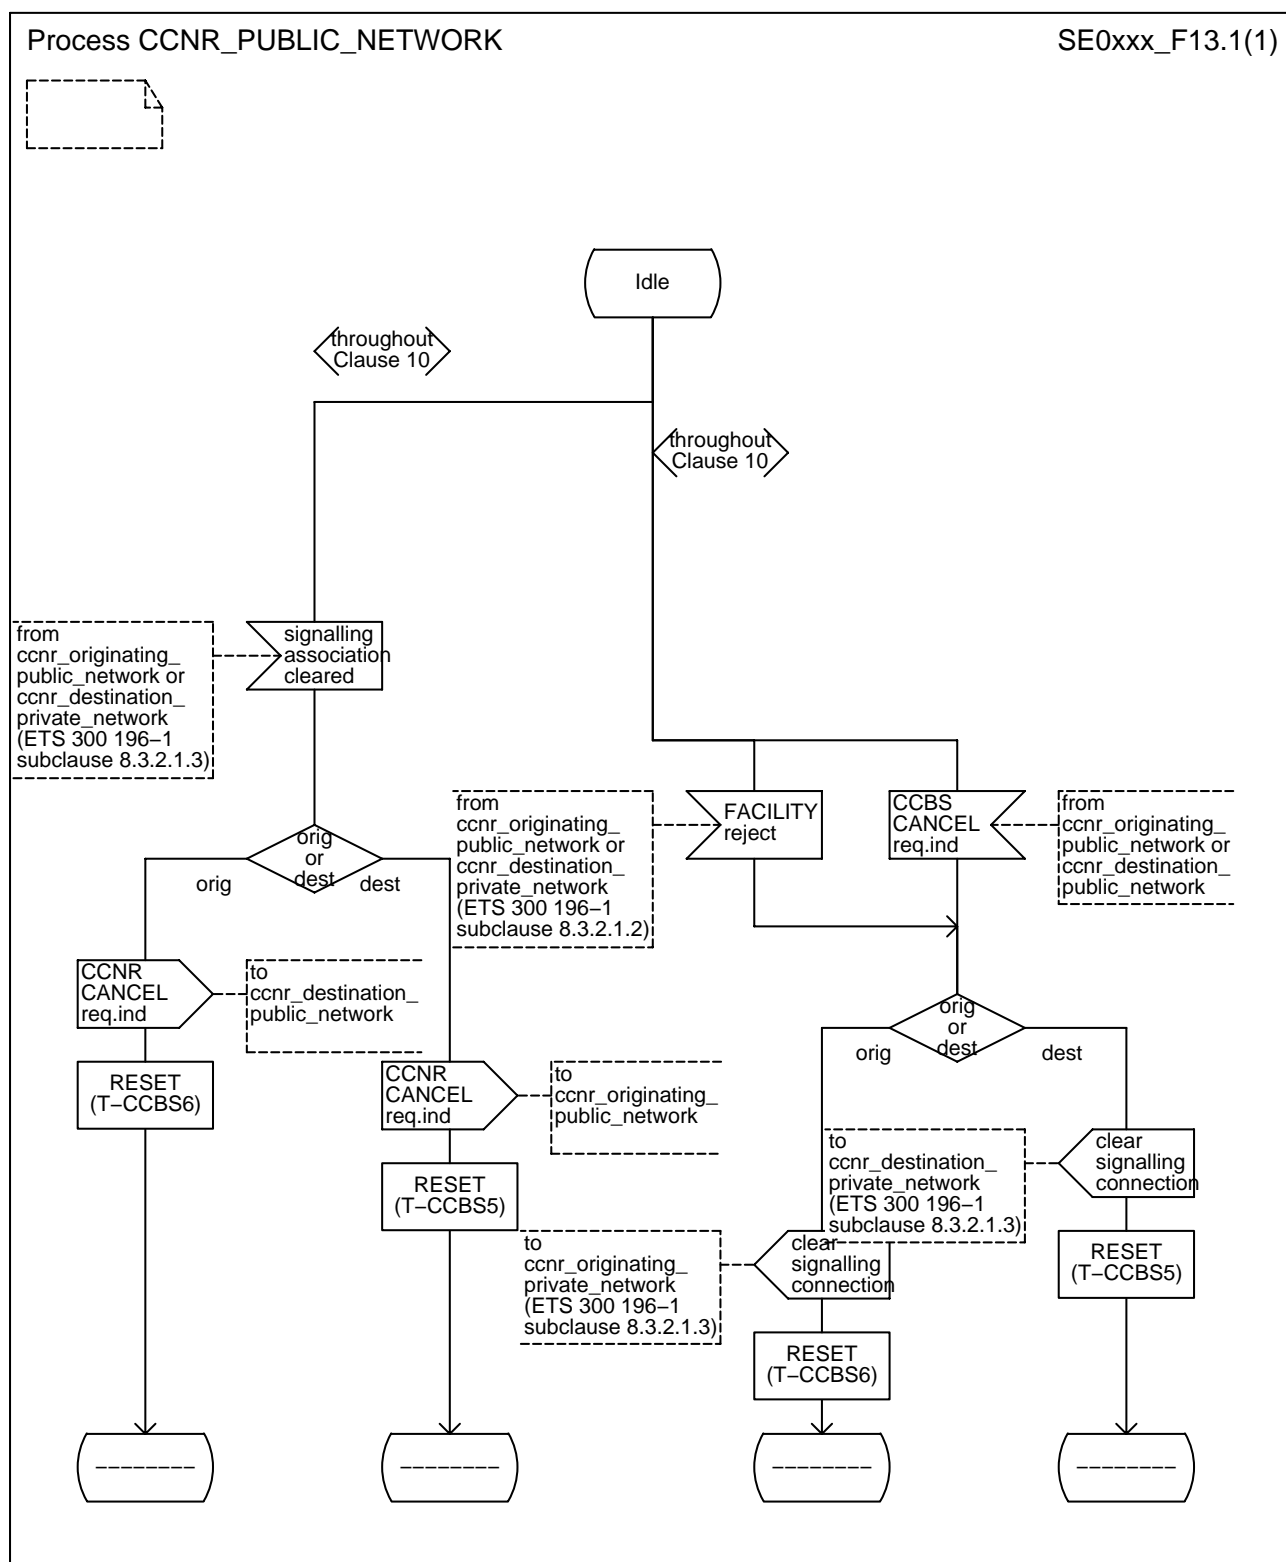 Process CCNR_PUBLIC_NETWORK
SE0xxx_F13.1(1)
Idle
throughout
Clause 10
throughout
Clause 10
from
ccnr_originating_
public_network or
ccnr_destination_
private_network
(ETS 300 196−1
subclause 8.3.2.1.3)
signalling
association
cleared
from
ccnr_originating_
public_network or
ccnr_destination_
private_network
(ETS 300 196−1
subclause 8.3.2.1.2)
FACILITY
reject
CCBS
CANCEL
req.ind
from
ccnr_originating_
public_network or
ccnr_destination_
public_network
orig
or
dest
orig
dest
CCNR
CANCEL
req.ind
to
ccnr_destination_
public_network
orig
or
dest
orig
dest
RESET
(T−CCBS6)
CCNR
CANCEL
req.ind
to
ccnr_originating_
public_network
to
ccnr_destination_
private_network
(ETS 300 196−1
subclause 8.3.2.1.3)
clear
signalling
connection
RESET
(T−CCBS5)
to
ccnr_originating_
private_network
(ETS 300 196−1
subclause 8.3.2.1.3)
clear
signalling
connection
RESET
(T−CCBS5)
RESET
(T−CCBS6)